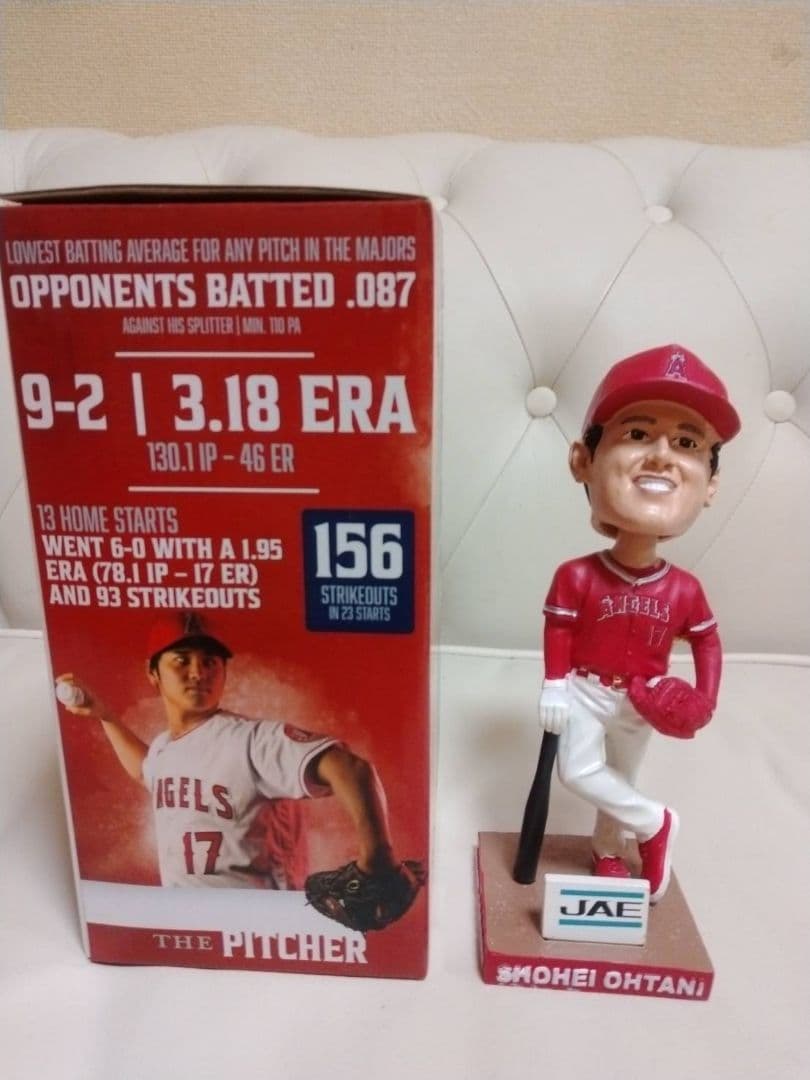 LOWEST BATTING AVERAGE FOR ANY PITCH IN THE MAJORS
OPPONENTS BATTED .087
AGAINST HIS SPLITTER | MIN. 110 PA
9-2 | 3.18 ERA
130.1 IP – 46 ER
13 HOME STARTS
WENT 6-0 WITH A 1.95
ERA (78.1 IP – 17 ER)
AND 93 STRIKEOUTS
156
STRIKEOUTS
IN 23 STARTS
ANGELS
17
THE PITCHER
A
ANGELS
17
JAE
SHOHEI OHTANI